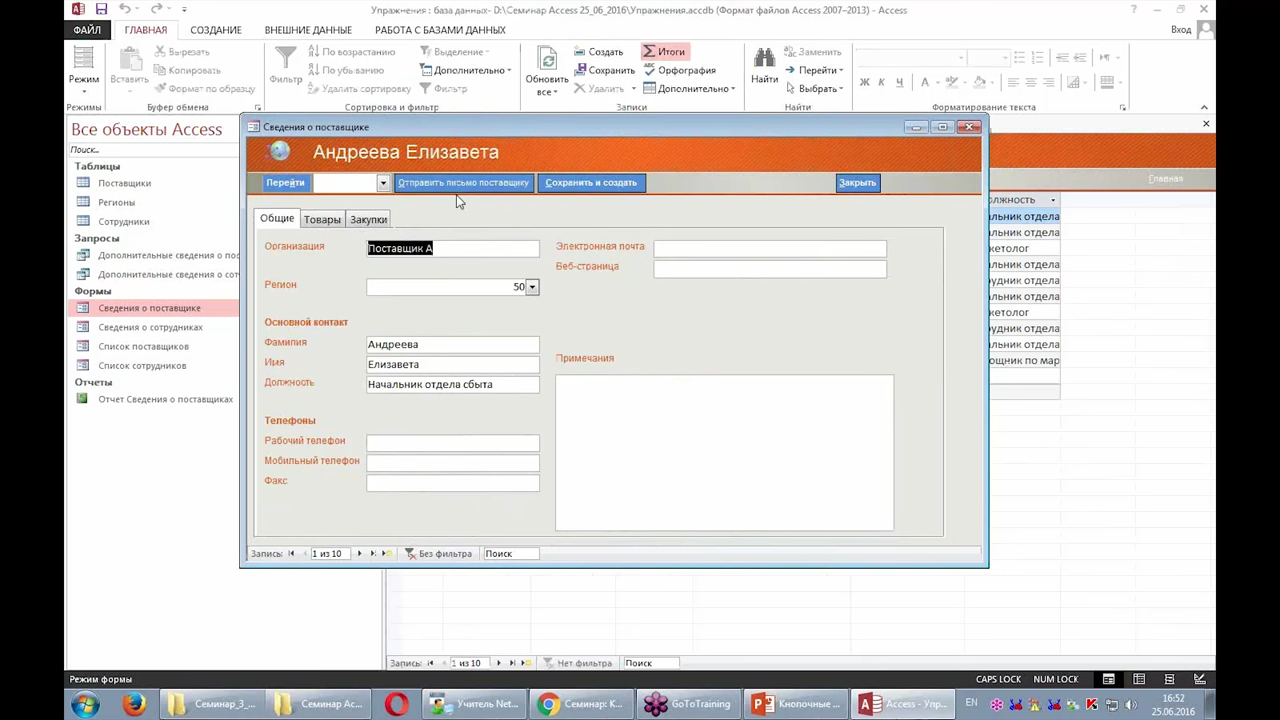 Упражнения : база данных- D:\Семинар Access 25_06_2016\Упражнения.accdb (Формат файлов Access 2007–2013) - Access
ФАЙЛ ГЛАВНАЯ СОЗДАНИЕ ВНЕШНИЕ ДАННЫЕ РАБОТА С БАЗАМИ ДАННЫХ Вход
Вырезать По возрастанию Выделение Создать Итоги Заменить
Копировать По убыванию Дополнительно Сохранить Орфография Перейти
Режим Вставить Фильтр Обновить все Найти Ж К Ч А
Формат по образцу Удалить сортировку Фильтр Удалить Дополнительно Выбрать
Режимы Буфер обмена Сортировка и фильтр Записи Найти Форматирование текста
Все объекты Access
Поиск...
Таблицы
Поставщики
Регионы
Сотрудники
Запросы
Дополнительные сведения о по
Дополнительные сведения о сот
Формы
Сведения о поставщике
Сведения о сотрудниках
Список поставщиков
Список сотрудников
Отчеты
Отчет Сведения о поставщиках
Сведения о поставщике
Андреева Елизавета
Перейти Отправить письмо поставщику Сохранить и создать Закрыть
Общие Товары Закупки
Организация Поставщик А
Электронная почта
Веб-страница
Регион 50
Основной контакт
Фамилия Андреева
Имя Елизавета
Должность Начальник отдела сбыта
Примечания
Телефоны
Рабочий телефон
Мобильный телефон
Факс
Запись: 1 из 10 Без фильтра Поиск
Главная
олжность
альник отдела
альник отдела
кетолог
альник отдела
рудник отдела
альник отдела
кетолог
рудник отдела
альник отдела
ощник по мар
Запись: 1 из 10 Нет фильтра Поиск
Режим формы CAPS LOCK NUM LOCK
Семинар_3_... Семинар Ac... Учитель Net... Семинар: К... GoToTraining Кнопочные ... Access - Упр... EN 16:52
25.06.2016